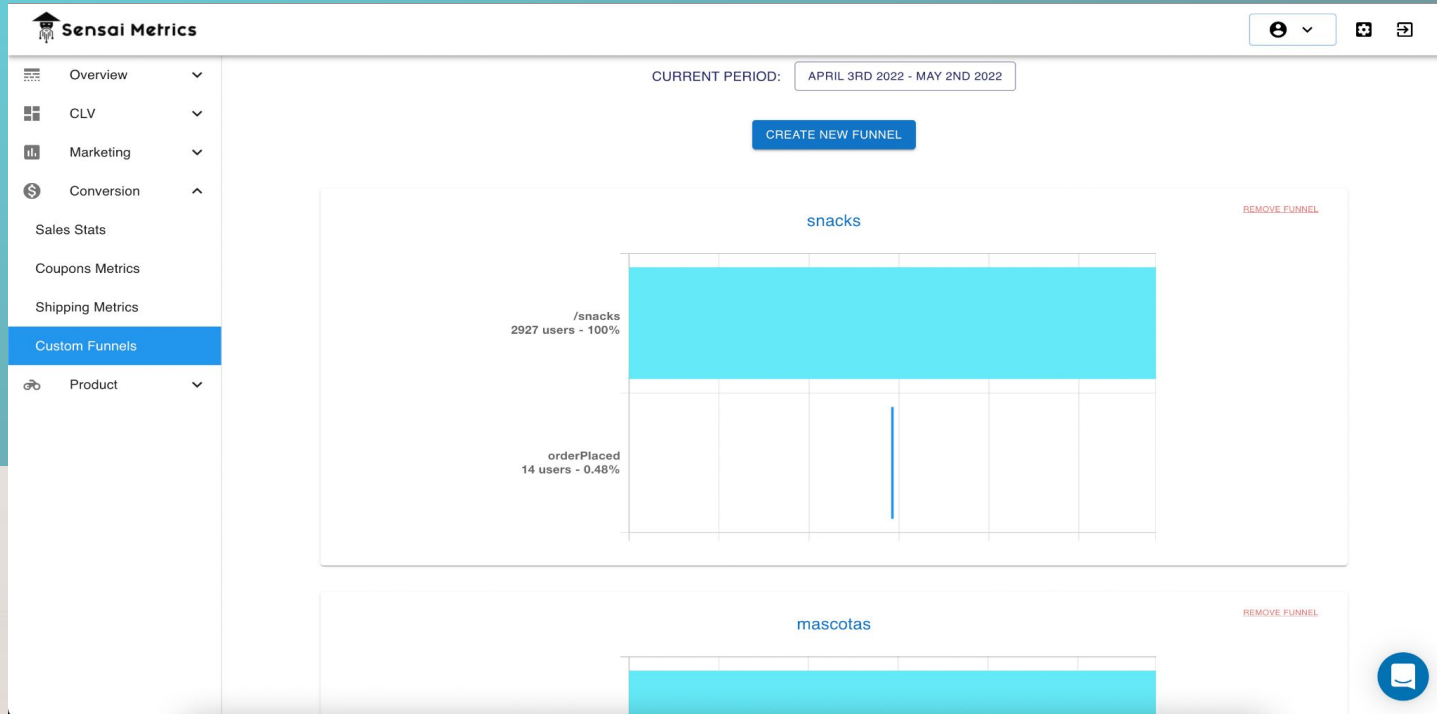 Sensai Metrics
Overview
CLV
Marketing
Conversion
Sales Stats
Coupons Metrics
Shipping Metrics
Custom Funnels
Product
CURRENT PERIOD: APRIL 3RD 2022 - MAY 2ND 2022
CREATE NEW FUNNEL
REMOVE FUNNEL
snacks
/snacks
2927 users - 100%
orderPlaced
14 users - 0.48%
REMOVE FUNNEL
mascotas